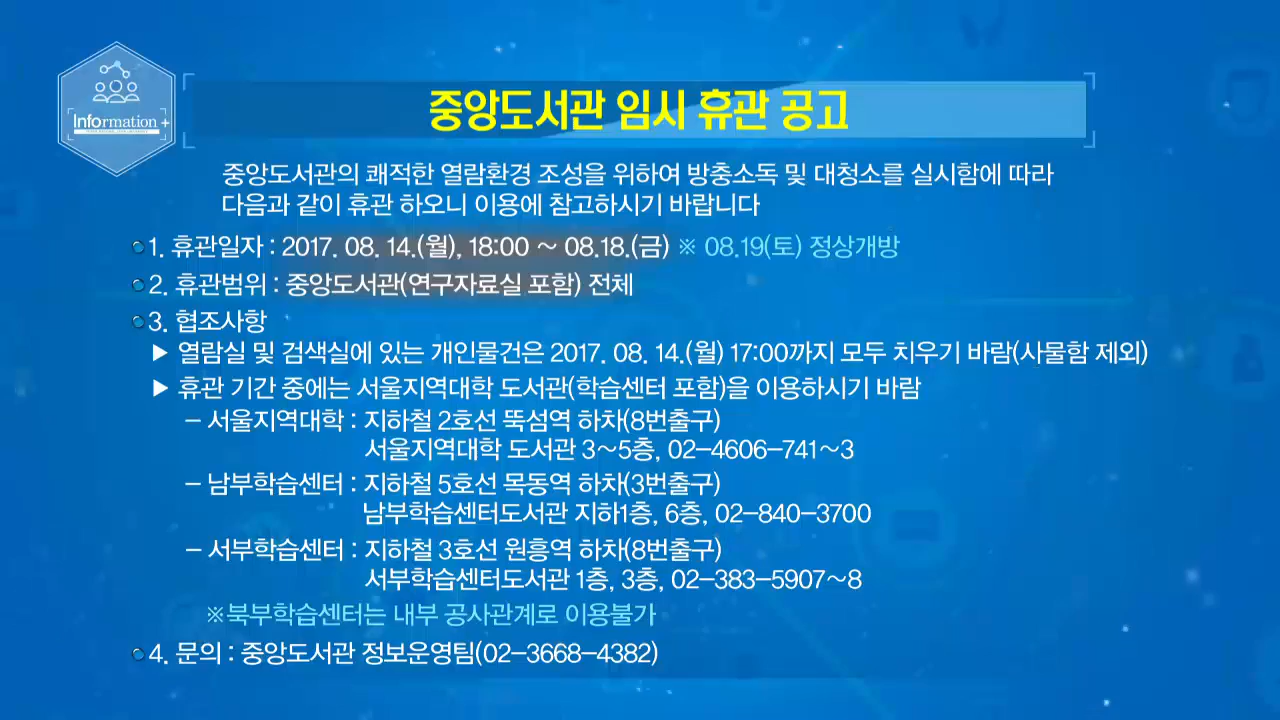 Information +
중앙도서관 임시 휴관 공고
중앙도서관의 쾌적한 열람환경 조성을 위하여 방충소독 및 대청소를 실시함에 따라
다음과 같이 휴관 하오니 이용에 참고하시기 바랍니다
1. 휴관일자 : 2017. 08. 14.(월), 18:00 ~ 08.18.(금) ※ 08.19(토) 정상개방
2. 휴관범위 : 중앙도서관(연구자료실 포함) 전체
3. 협조사항
▶ 열람실 및 검색실에 있는 개인물건은 2017. 08. 14.(월) 17:00까지 모두 치우기 바람(사물함 제외)
▶ 휴관 기간 중에는 서울지역대학 도서관(학습센터 포함)을 이용하시기 바람
– 서울지역대학 : 지하철 2호선 뚝섬역 하차(8번출구)
서울지역대학 도서관 3~5층, 02-4606-741~3
– 남부학습센터 : 지하철 5호선 목동역 하차(3번출구)
남부학습센터도서관 지하1층, 6층, 02-840-3700
– 서부학습센터 : 지하철 3호선 원흥역 하차(8번출구)
서부학습센터도서관 1층, 3층, 02-383-5907~8
※북부학습센터는 내부 공사관계로 이용불가
4. 문의 : 중앙도서관 정보운영팀(02-3668-4382)